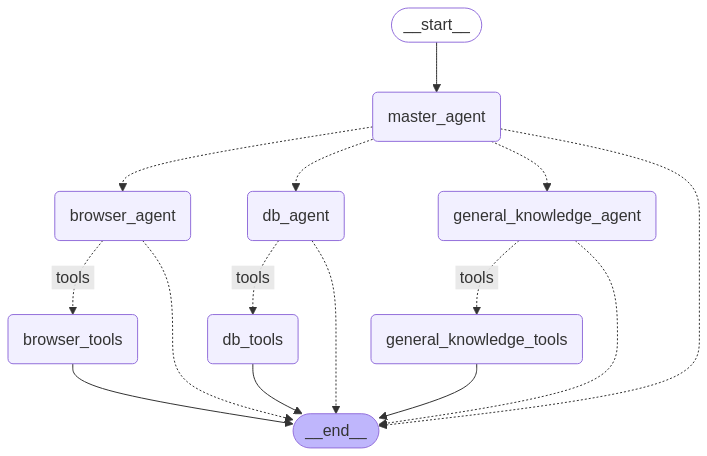 __start__
master_agent
browser_agent
db_agent
general_knowledge_agent
tools
tools
tools
browser_tools
db_tools
general_knowledge_tools
__end__